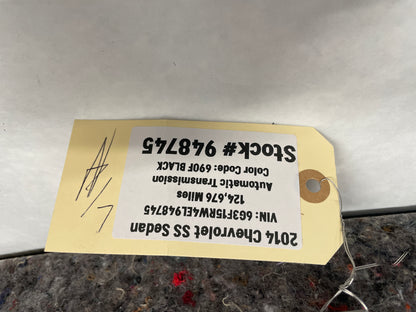 2014 Chevrolet SS Sedan
VIN: 6G3F15RW4EL948745
124,676 Miles
Automatic Transmission
Color Code: 690F BLACK
Stock# 948745